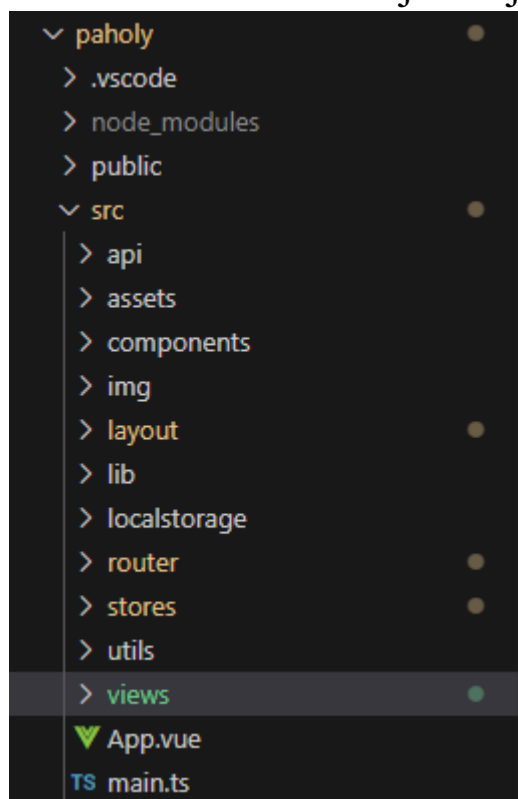 paholy
.vscode
node_modules
public
src
api
assets
components
img
layout
lib
localstorage
router
stores
utils
views
App.vue
TS main.ts